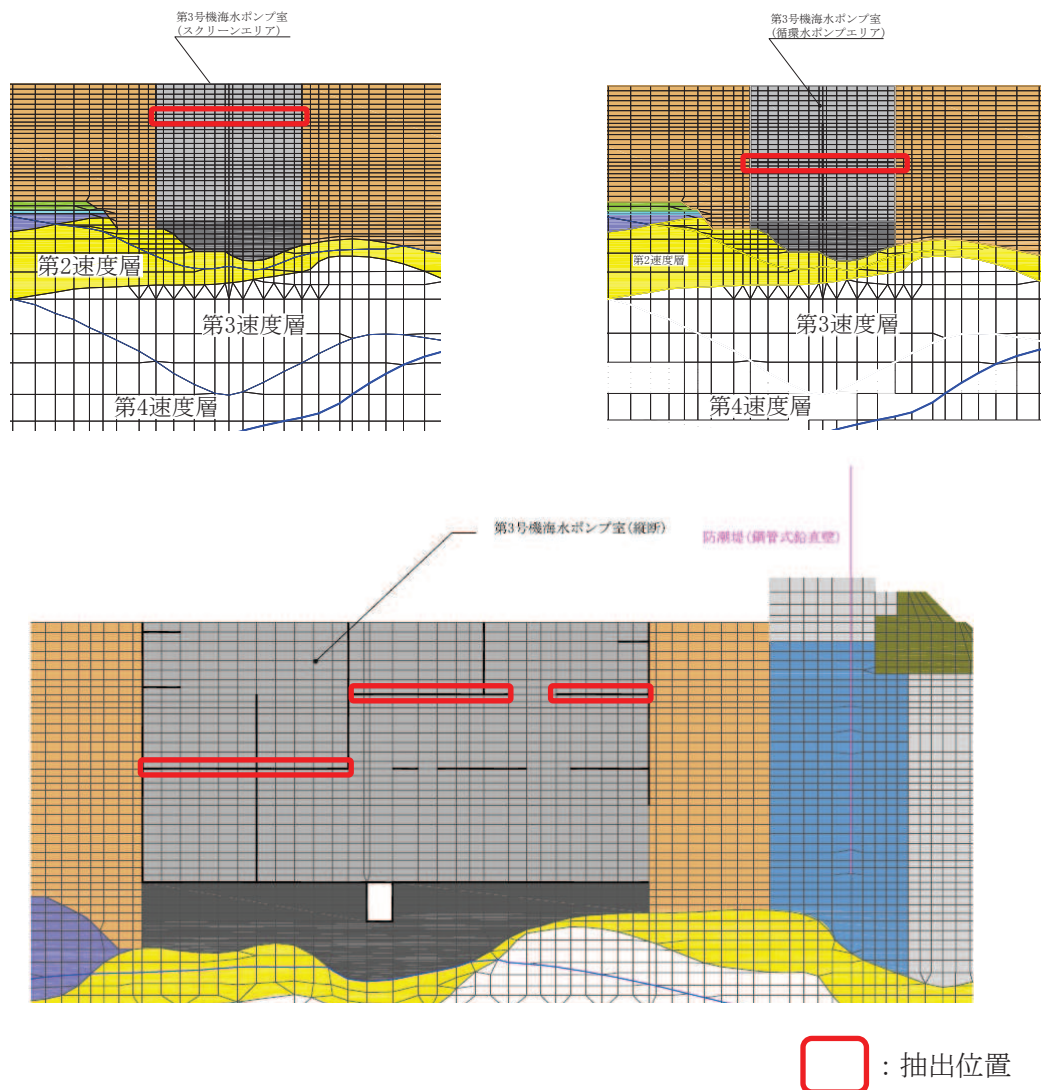 第3号機海水ポンプ室
(スクリーンエリア)
第3号機海水ポンプ室
(循環水ポンプエリア)
第2速度層
第3速度層
第4速度層
第2速度層
第3速度層
第4速度層
第3号機海水ポンプ室(縦断)
防潮堤(鋼管式鉛直壁)
：抽出位置